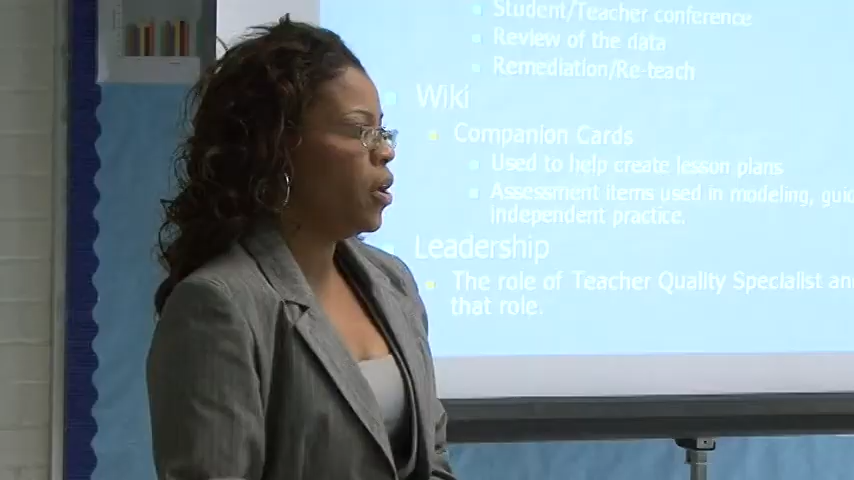 Student/Teacher conference
Review of the data
Remediation/Re-teach
Wiki
Companion Cards
Used to help create lesson plans
Assessment items used in modeling,
independent practice.
Leadership
The role of Teacher Quality Specialist
that role.